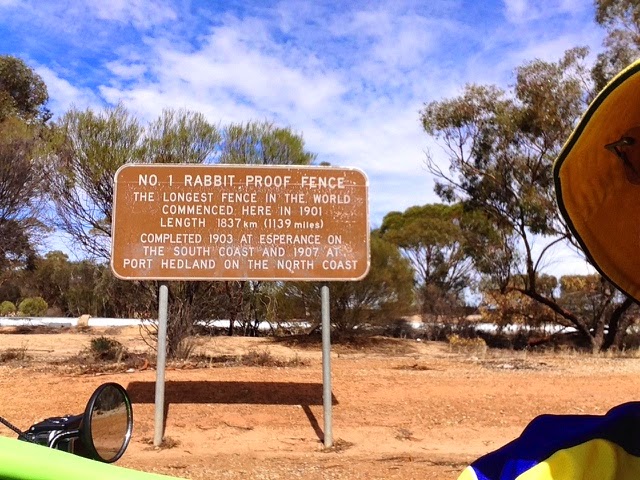 NO. 1 RABBIT PROOF FENCE
THE LONGEST FENCE IN THE WORLD
COMMENCED HERE IN 1901
LENGTH 1837km (1139 miles)
COMPLETED 1903 AT ESPERANCE ON
THE SOUTH COAST AND 1907 AT
PORT HEDLAND ON THE NORTH COAST